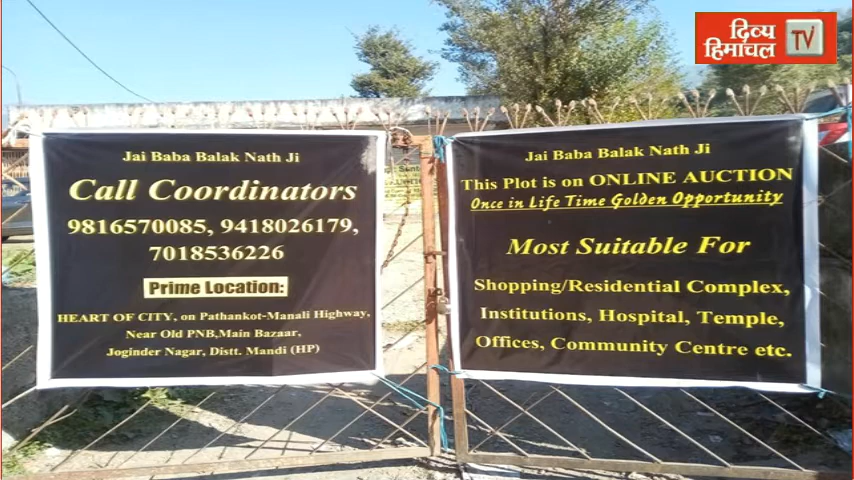 दिव्य
हिमाचल
TV
Jai Baba Balak Nath Ji
Call Coordinators
9816570085, 9418026179,
7018536226
Prime Location:
HEART OF CITY, on Pathankot-Manali Highway,
Near Old PNB,Main Bazaar,
Joginder Nagar, Distt. Mandi (HP)
Jai Baba Balak Nath Ji
This Plot is on ONLINE AUCTION
Once in Life Time Golden Opportunity
Most Suitable For
Shopping/Residential Complex,
Institutions, Hospital, Temple,
Offices, Community Centre etc.